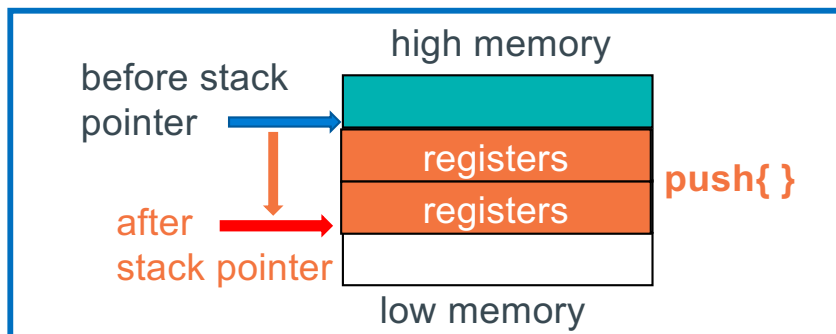 high memory
before stack
pointer
registers
push{ }
registers
after
stack pointer
low memory